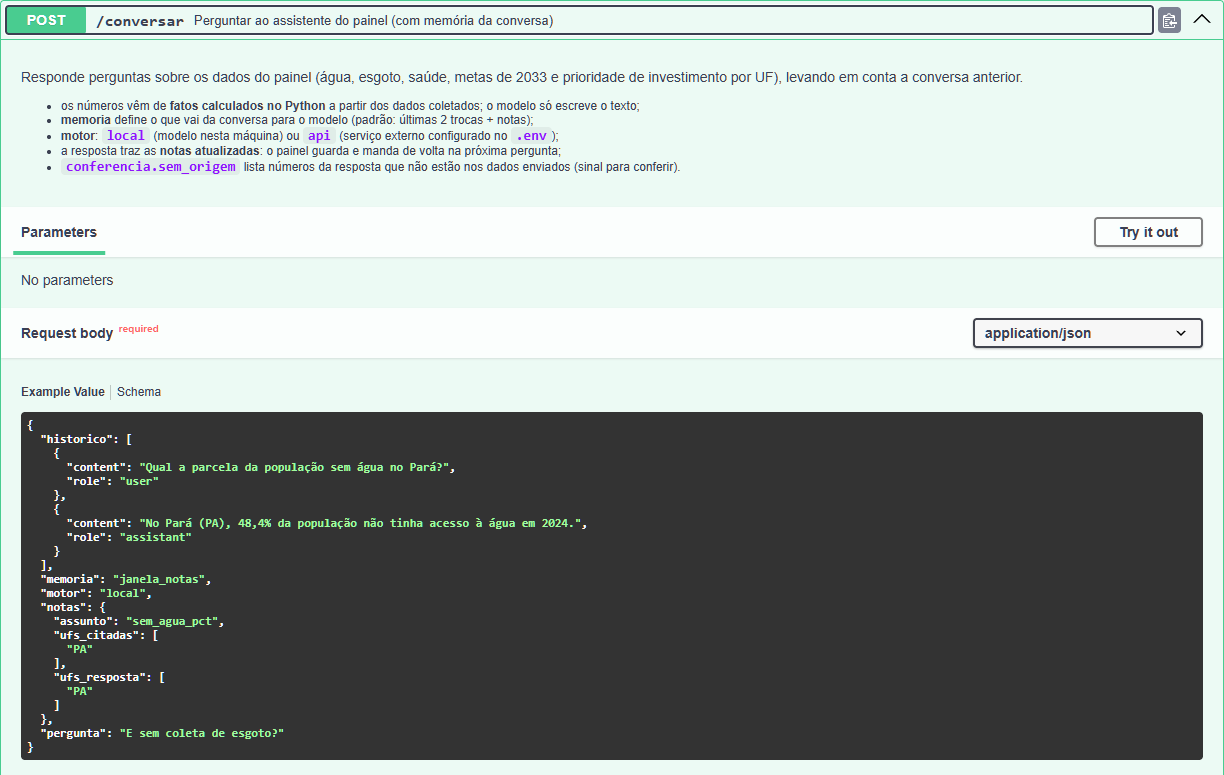 POST /conversar Perguntar ao assistente do painel (com memória da conversa)
Responde perguntas sobre os dados do painel (água, esgoto, saúde, metas de 2033 e prioridade de investimento por UF), levando em conta a conversa anterior.
• os números vêm de fatos calculados no Python a partir dos dados coletados; o modelo só escreve o texto;
• memoria define o que vai da conversa para o modelo (padrão: últimas 2 trocas + notas);
• motor: local (modelo nesta máquina) ou api (serviço externo configurado no .env);
• a resposta traz as notas atualizadas: o painel guarda e manda de volta na próxima pergunta;
• conferencia.sem_origem lista números da resposta que não estão nos dados enviados (sinal para conferir).
Parameters Try it out
No parameters
Request body required application/json
Example Value Schema
{
  "historico": [
    {
      "content": "Qual a parcela da população sem água no Pará?",
      "role": "user"
    },
    {
      "content": "No Pará (PA), 48,4% da população não tinha acesso à água em 2024.",
      "role": "assistant"
    }
  ],
  "memoria": "janela_notas",
  "motor": "local",
  "notas": {
    "assunto": "sem_agua_pct",
    "ufs_citadas": [
      "PA"
    ],
    "ufs_resposta": [
      "PA"
    ]
  },
  "pergunta": "E sem coleta de esgoto?"
}